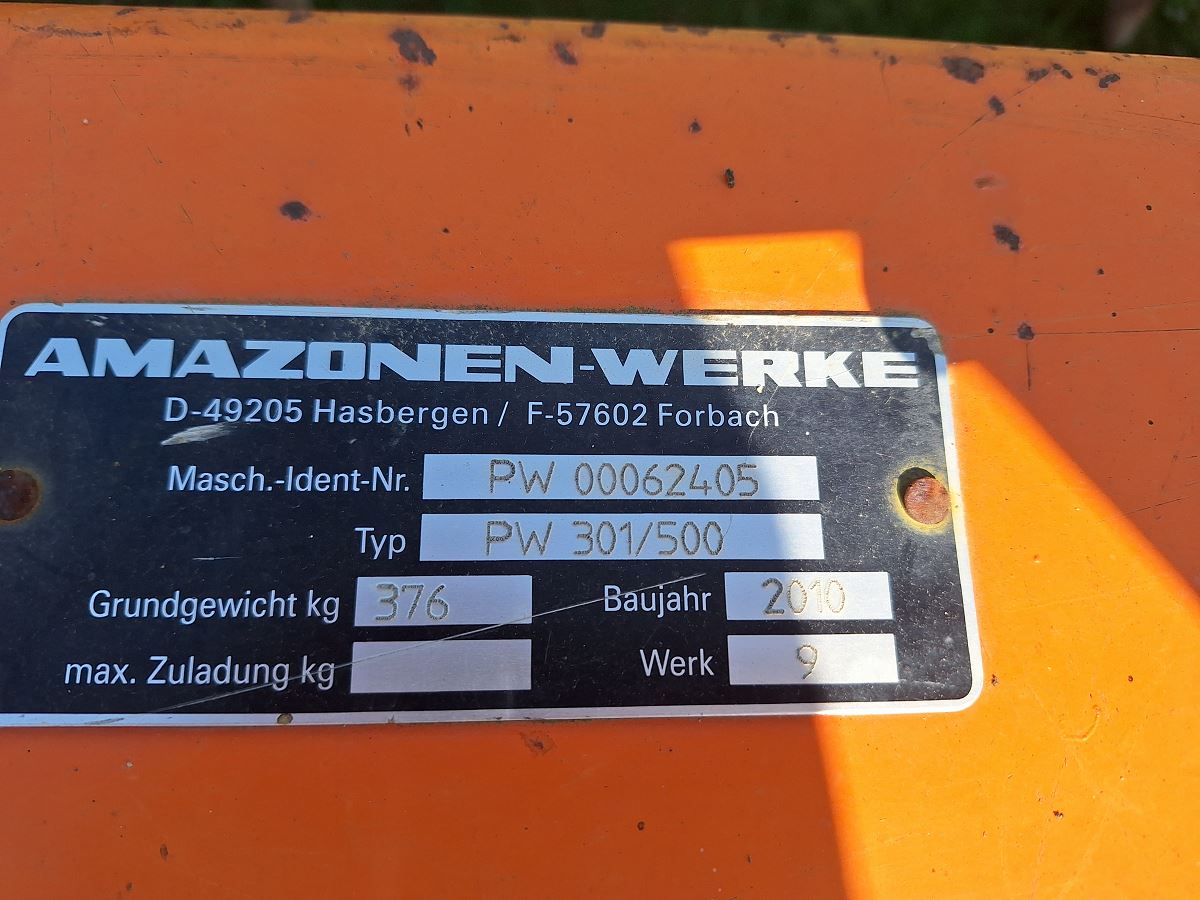 AMAZONEN-WERKE
D-49205 Hasbergen / F-57602 Forbach
Masch.-Ident-Nr. PW 00062405
Typ PW 301/500
Grundgewicht kg 376 Baujahr 2010
max. Zuladung kg Werk 9